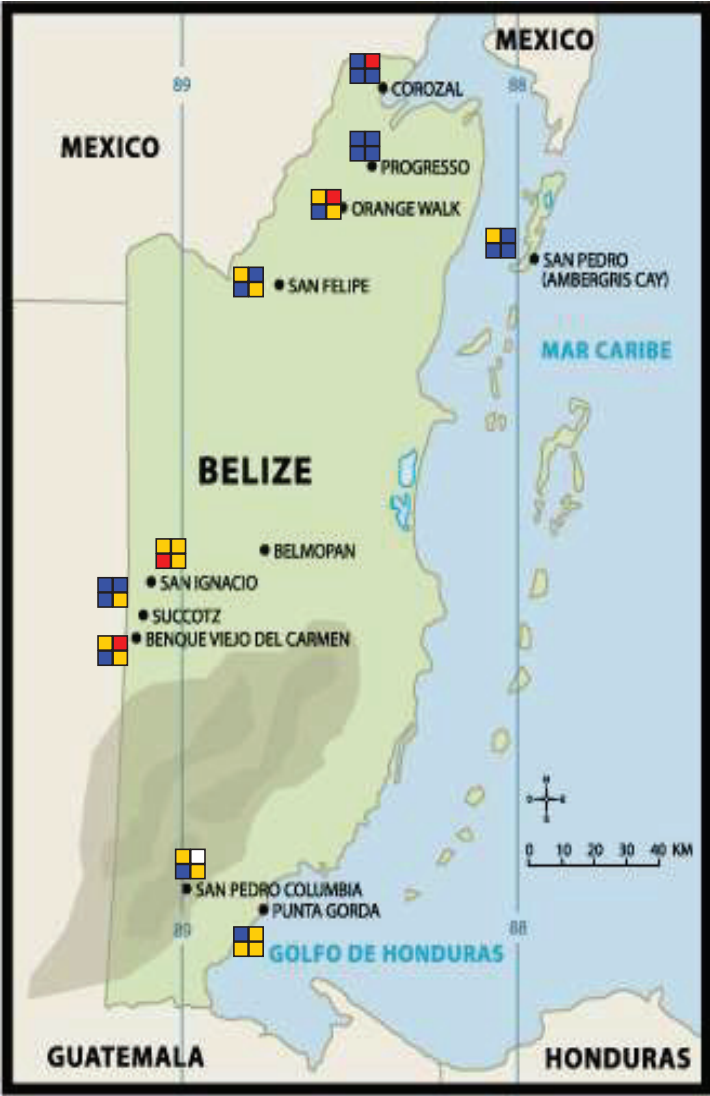 MEXICO
89
88
COROZAL
MEXICO
PROGRESSO
ORANGE WALK
SAN PEDRO
(AMBERGRIS CAY)
SAN FELIPE
MAR CARIBE
BELIZE
BELMOPAN
SAN IGNACIO
SUCCOTZ
BENQUE VIEJO DEL CARMEN
N
O E
S
0 10 20 30 40 KM
SAN PEDRO COLUMBIA
PUNTA GORDA
89
88
GOLFO DE HONDURAS
GUATEMALA
HONDURAS